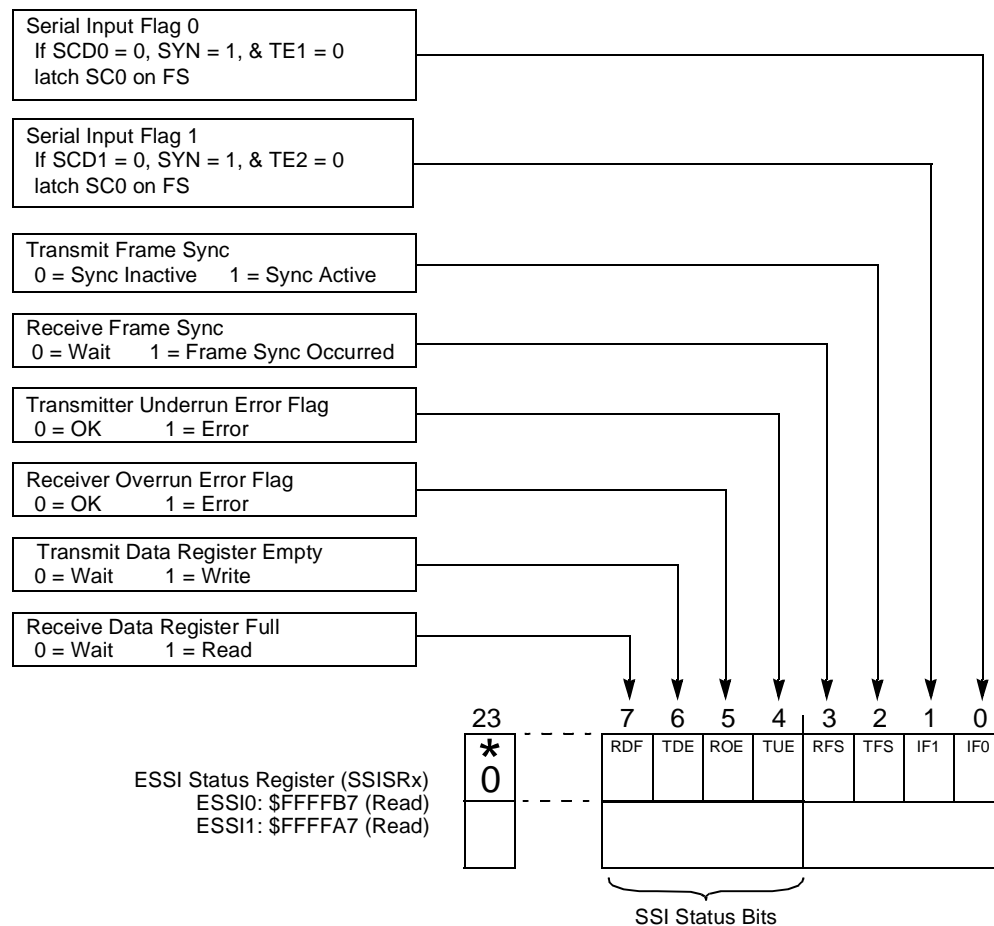 Serial Input Flag 0
If SCD0 = 0, SYN = 1, & TE1 = 0
latch SC0 on FS
Serial Input Flag 1
If SCD1 = 0, SYN = 1, & TE2 = 0
latch SC0 on FS
Transmit Frame Sync
0 = Sync Inactive 1 = Sync Active
Receive Frame Sync
0 = Wait 1 = Frame Sync Occurred
Transmitter Underrun Error Flag
0 = OK 1 = Error
Receiver Overrun Error Flag
0 = OK 1 = Error
Transmit Data Register Empty
0 = Wait 1 = Write
Receive Data Register Full
0 = Wait 1 = Read
23 7 6 5 4 3 2 1 0
* RDF TDE ROE TUE RFS TFS IF1 IF0
0
ESSI Status Register (SSISRx)
ESSI0: $FFFFB7 (Read)
ESSI1: $FFFFA7 (Read)
SSI Status Bits